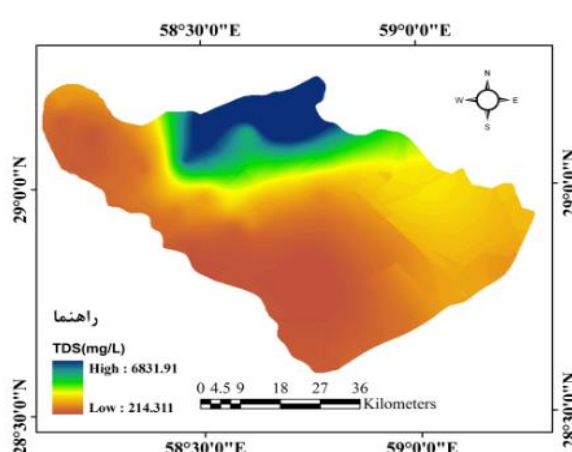 58°30'0"E 59°0'0"E
N
W E
S
29°0'0"N 29°0'0"N
راهنما
TDS(mg/L)
High : 6831.91
Low : 214.311
0 4.5 9 18 27 36
Kilometers
28°30'0"N 28°30'0"N
58°30'0"E 59°0'0"E